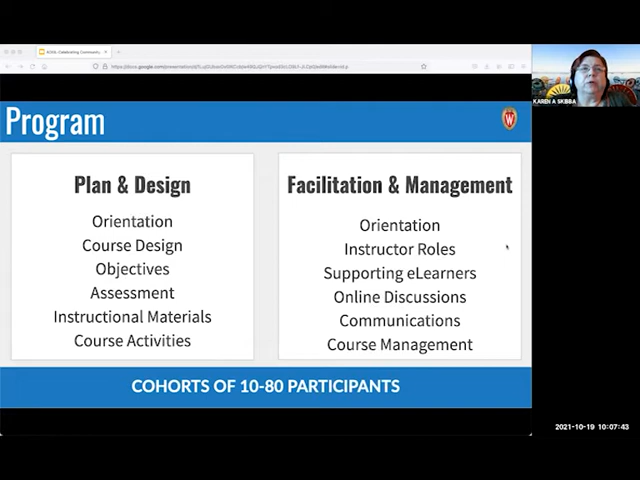 Program
W
Plan & Design
Orientation
Course Design
Objectives
Assessment
Instructional Materials
Course Activities
Facilitation & Management
Orientation
Instructor Roles
Supporting eLearners
Online Discussions
Communications
Course Management
COHORTS OF 10-80 PARTICIPANTS
KAREN A SKIBBA
2021-10-19 10:07:43